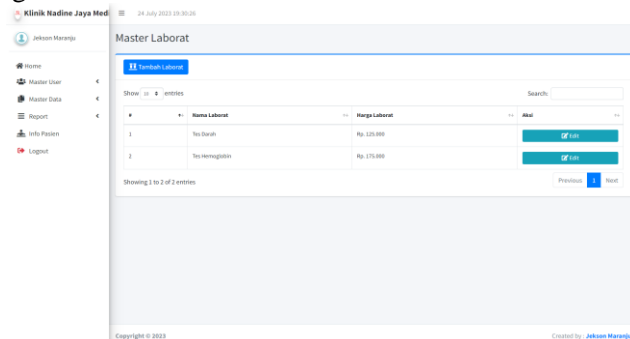 Klinik Nadine Jaya Medi
24 July 2023 19:30:26
Jekson Maranju
Master Laborat
Home
Master User
Master Data
Report
Info Pasien
Logout
Tambah Laborat
Show 10 entries
Search:
# Nama Laborat Harga Laborat Aksi
1 Tes Darah Rp. 125.000 Edit
2 Tes Hemoglobin Rp. 175.000 Edit
Showing 1 to 2 of 2 entries
Previous 1 Next
Copyright © 2023
Created by : Jekson Maranju